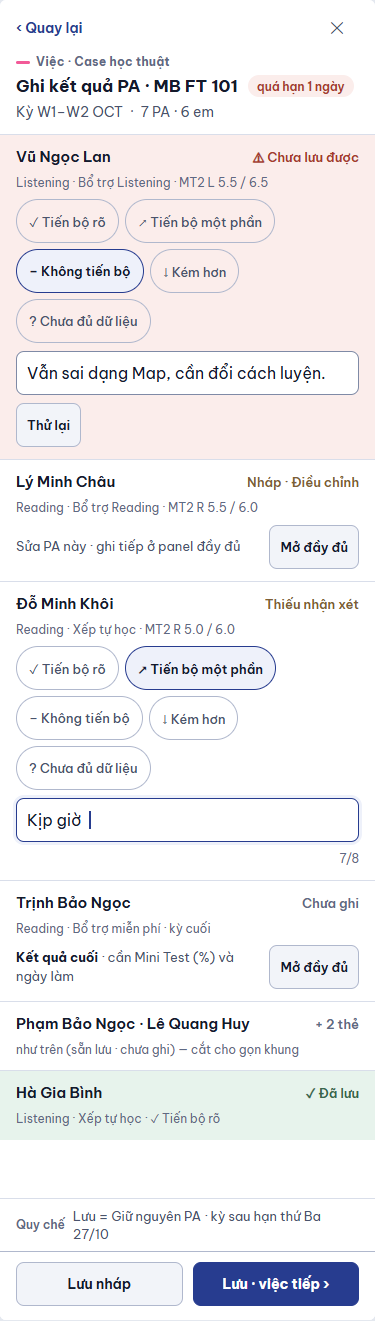 ‹ Quay lại
Việc · Case học thuật
Ghi kết quả PA · MB FT 101 quá hạn 1 ngày
Kỳ W1–W2 OCT · 7 PA · 6 em
Vũ Ngọc Lan ⚠ Chưa lưu được
Listening · Bổ trợ Listening · MT2 L 5.5 / 6.5
✓ Tiến bộ rõ ↗ Tiến bộ một phần
– Không tiến bộ ↓ Kém hơn
? Chưa đủ dữ liệu
Vẫn sai dạng Map, cần đổi cách luyện.
Thử lại
Lý Minh Châu Nháp · Điều chỉnh
Reading · Bổ trợ Reading · MT2 R 5.5 / 6.0
Sửa PA này · ghi tiếp ở panel đầy đủ Mở đầy đủ
Đỗ Minh Khôi Thiếu nhận xét
Reading · Xếp tự học · MT2 R 5.0 / 6.0
✓ Tiến bộ rõ ↗ Tiến bộ một phần
– Không tiến bộ ↓ Kém hơn
? Chưa đủ dữ liệu
Kịp giờ
7/8
Trịnh Bảo Ngọc Chưa ghi
Reading · Bổ trợ miễn phí · kỳ cuối
Kết quả cuối · cần Mini Test (%) và
ngày làm
Mở đầy đủ
Phạm Bảo Ngọc · Lê Quang Huy + 2 thẻ
như trên (sẵn lưu · chưa ghi) — cắt cho gọn khung
Hà Gia Bình ✓ Đã lưu
Listening · Xếp tự học · ✓ Tiến bộ rõ
Quy chế Lưu = Giữ nguyên PA · kỳ sau hạn thứ Ba
27/10
Lưu nháp Lưu · việc tiếp ›